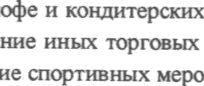 офе и кондитерских
ние иных торговых
ие спортивных меро